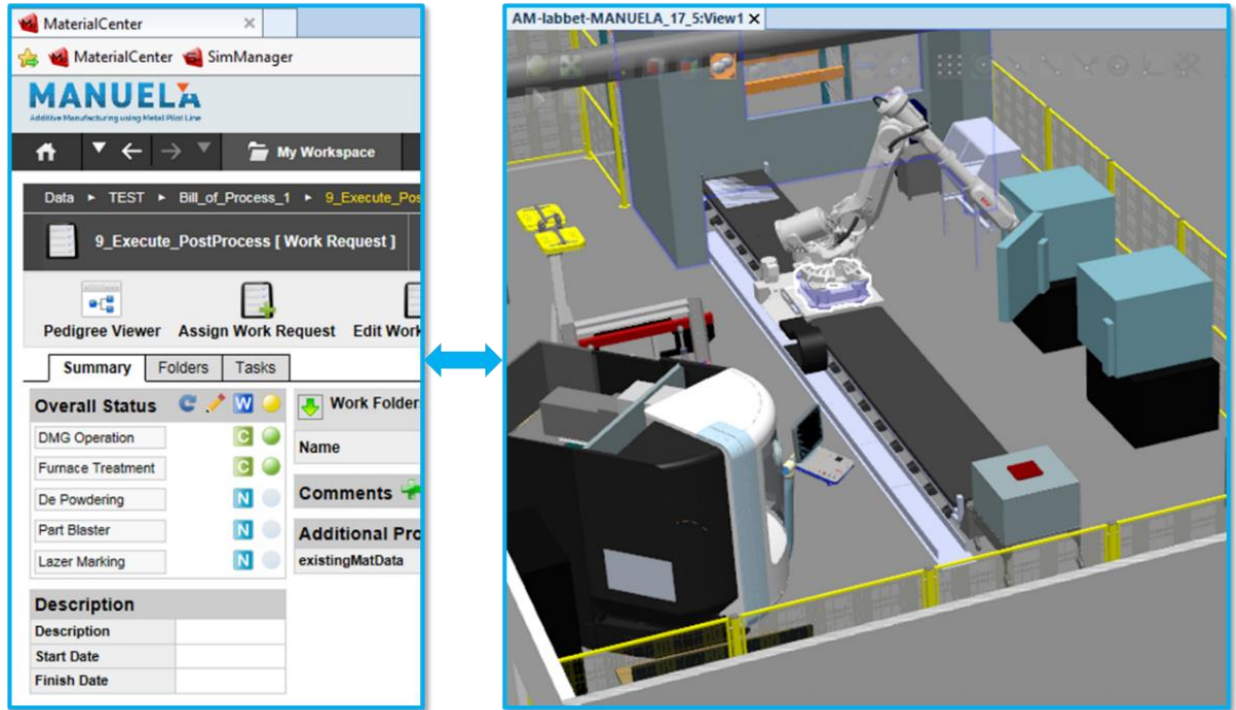 MaterialCenter
MaterialCenter SimManager
MANUELA
Additive Manufacturing using Metal Pilot Line
My Workspace
Data ► TEST ► Bill_of_Process_1 ► 9_Execute_Pos
9_Execute_PostProcess [ Work Request ]
Pedigree Viewer Assign Work Request Edit Work
Summary Folders Tasks
Overall Status W
DMG Operation C
Furnace Treatment C
De Powdering N
Part Blaster N
Lazer Marking N
Description
Description
Start Date
Finish Date
Work Folder
Name
Comments
Additional Pro
existingMatData
AM-labbet-MANUELA_17_5:View1 X